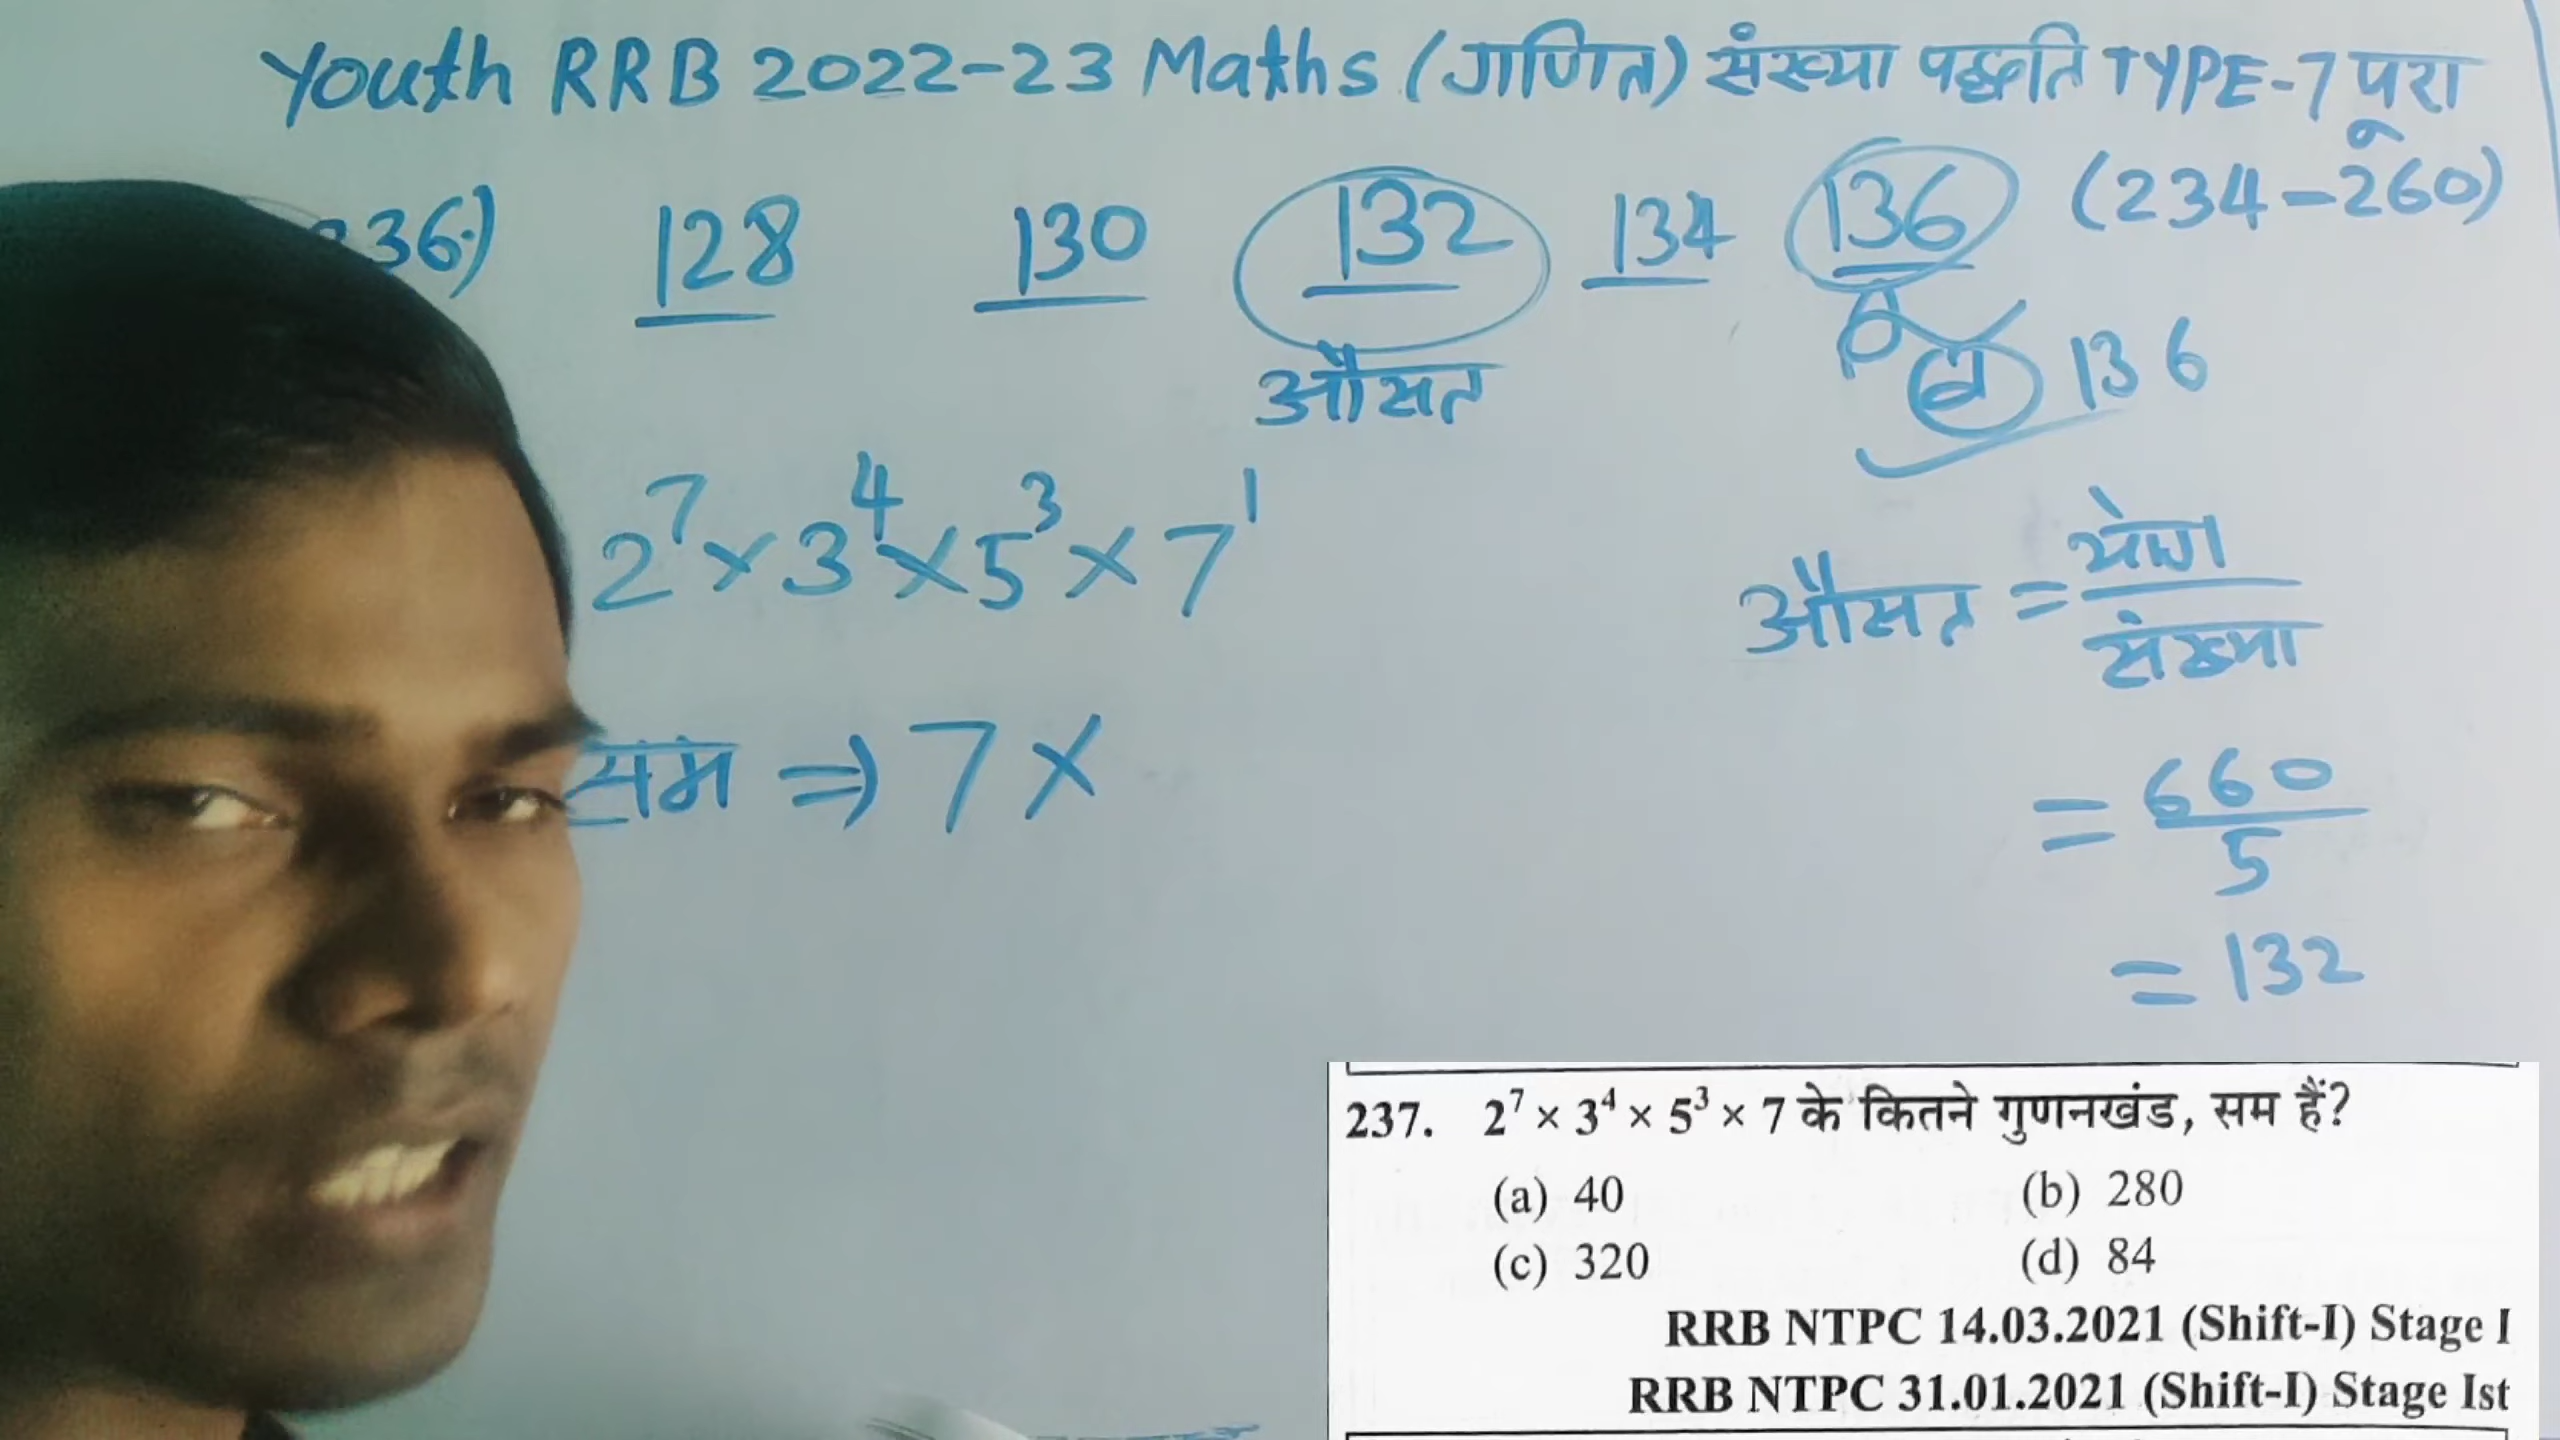 Youth RRB 2022-23 Maths (गणित) संख्या पद्धति TYPE-7 पूरा
36.) 128 130 132 134 136 (234-260)
औसत
136
2⁷ × 3⁴ × 5³ × 7¹
औसत = योग / संख्या
सम ⇒ 7 ×
= 660 / 5
= 132
237. 2⁷ × 3⁴ × 5³ × 7 के कितने गुणनखंड, सम हैं?
(a) 40 (b) 280
(c) 320 (d) 84
RRB NTPC 14.03.2021 (Shift-I) Stage I
RRB NTPC 31.01.2021 (Shift-I) Stage Ist